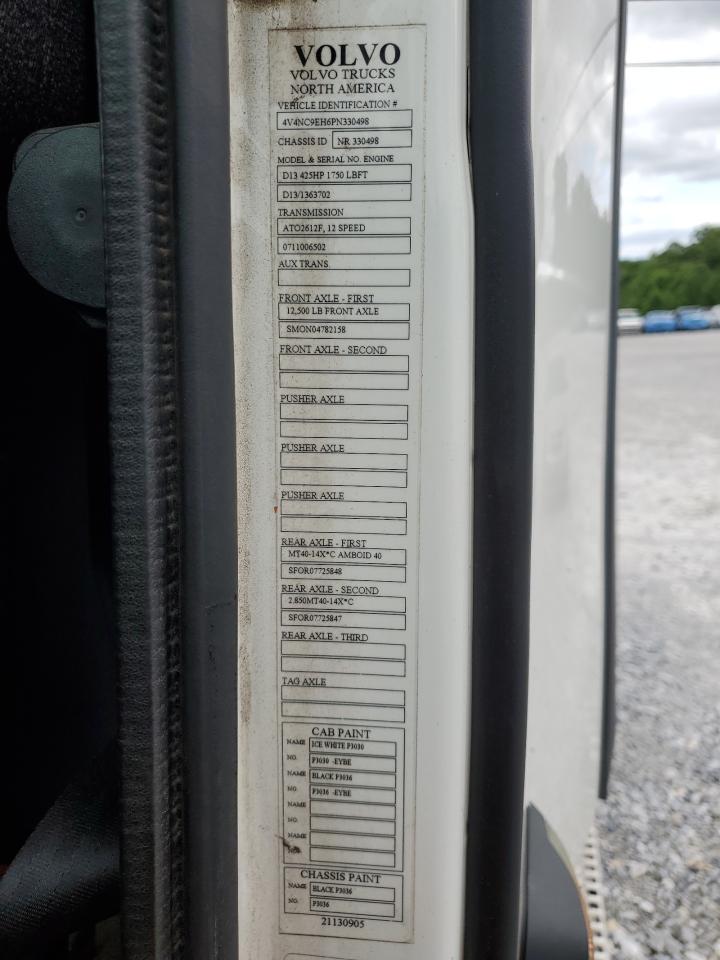 VOLVO
VOLVO TRUCKS
NORTH AMERICA
VEHICLE IDENTIFICATION #
4V4NC9EH6PN330498
CHASSIS ID NR 330498
MODEL & SERIAL NO. ENGINE
D13 425HP 1750 LBFT
D13/1363702
TRANSMISSION
ATO2612F, 12 SPEED
0711006502
AUX TRANS.
FRONT AXLE - FIRST
12,500 LB FRONT AXLE
SMON04782158
FRONT AXLE - SECOND
PUSHER AXLE
PUSHER AXLE
PUSHER AXLE
REAR AXLE - FIRST
MT40-14X*C AMBOID 40
SFOR07725848
REAR AXLE - SECOND
2.850MT40-14X*C
SFOR07725847
REAR AXLE - THIRD
TAG AXLE
CAB PAINT
NAME ICE WHITE P3030
NO. P3030 -EYBE
NAME BLACK P3036
NO. P3036 -EYBE
NAME
NO.
NAME
NO.
CHASSIS PAINT
NAME BLACK P3036
NO. P3036
21130905